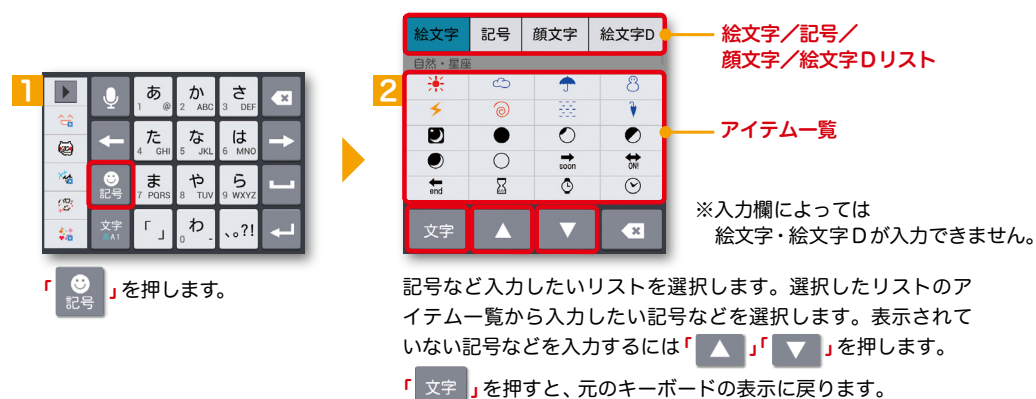 絵文字 記号 顔文字 絵文字D
自然・星座
絵文字／記号／
顔文字／絵文字Dリスト
1
あ 1 @
か 2 ABC
さ 3 DEF
た 4 GHI
な 5 JKL
は 6 MNO
記号
ま 7 PQRS
や 8 TUV
ら 9 WXYZ
文字 あA1
「 」
わ 0 -
、。?!
「記号」を押します。
2
アイテム一覧
soon
ON!
end
文字
※入力欄によっては
絵文字・絵文字Dが入力できません。
記号など入力したいリストを選択します。選択したリストのア
イテム一覧から入力したい記号などを選択します。表示されて
いない記号などを入力するには「▲」「▼」を押します。
「文字」を押すと、元のキーボードの表示に戻ります。